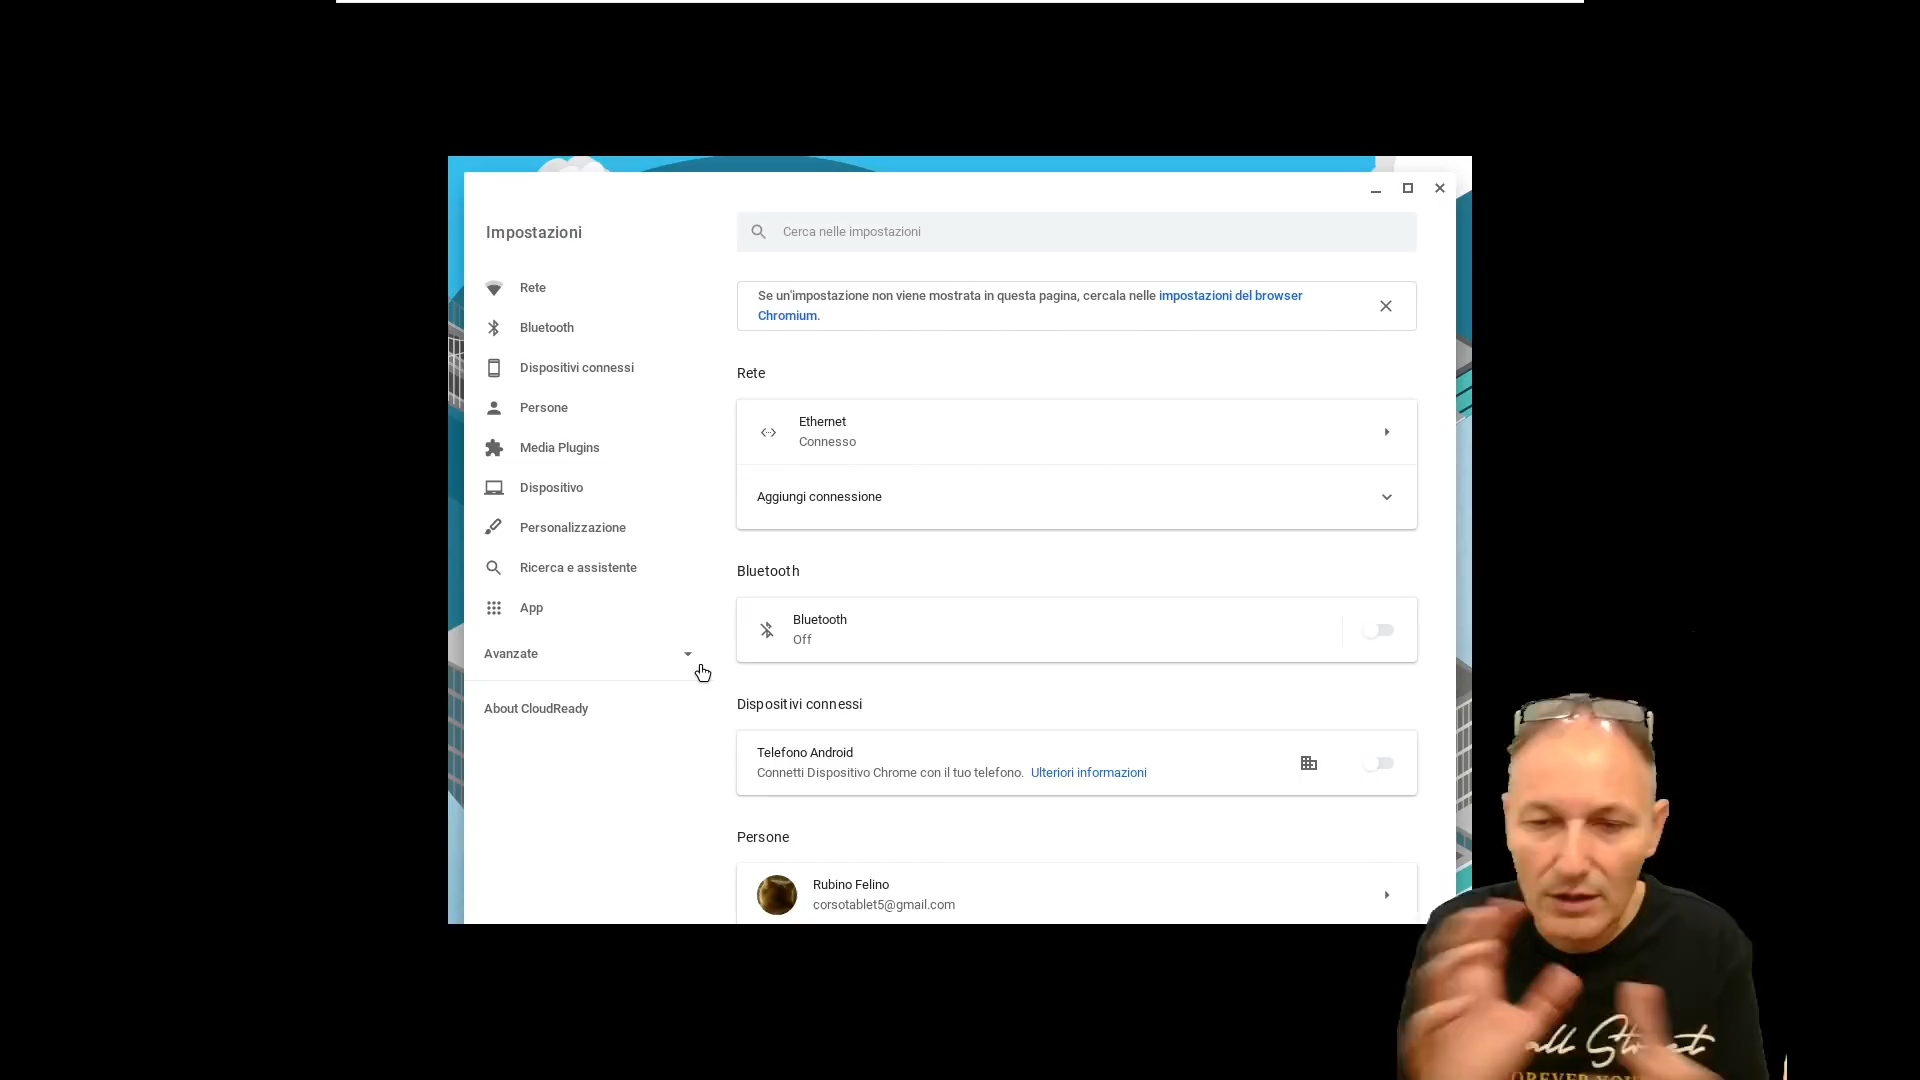 Impostazioni
Cerca nelle impostazioni
Rete
Bluetooth
Dispositivi connessi
Persone
Media Plugins
Dispositivo
Personalizzazione
Ricerca e assistente
App
Avanzate
About CloudReady
Se un'impostazione non viene mostrata in questa pagina, cercala nelle impostazioni del browser
Chromium.
Rete
Ethernet
Connesso
Aggiungi connessione
Bluetooth
Bluetooth
Off
Dispositivi connessi
Telefono Android
Connetti Dispositivo Chrome con il tuo telefono. Ulteriori informazioni
Persone
Rubino Felino
corsotablet5@gmail.com